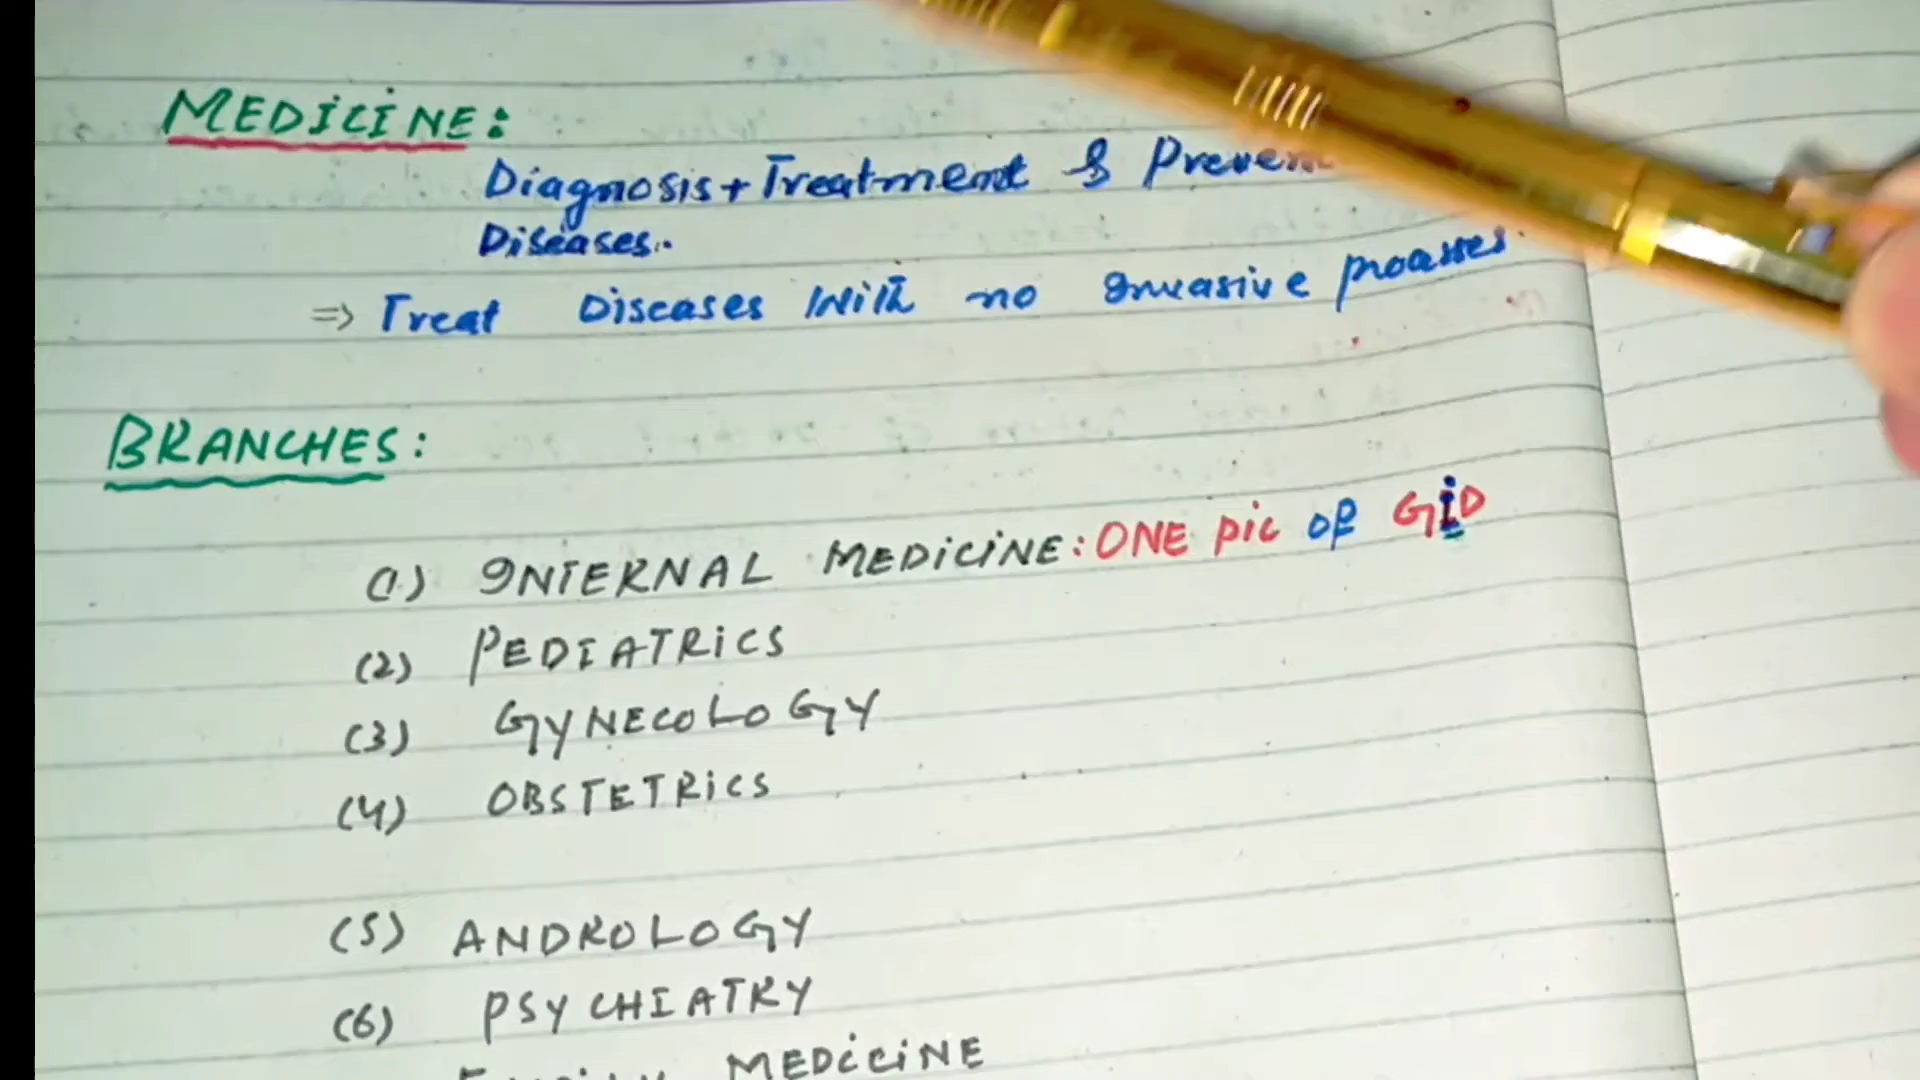 MEDICINE:
Diagnosis + Treatment & Preven
Diseases.
⇒ Treat Diseases With no Invasive processes.
BRANCHES:
(1) INTERNAL MEDICINE: ONE pic of GiD
(2) PEDIATRICS
(3) GYNECOLOGY
(4) OBSTETRICS
(5) ANDROLOGY
(6) PSYCHIATRY
MEDICINE